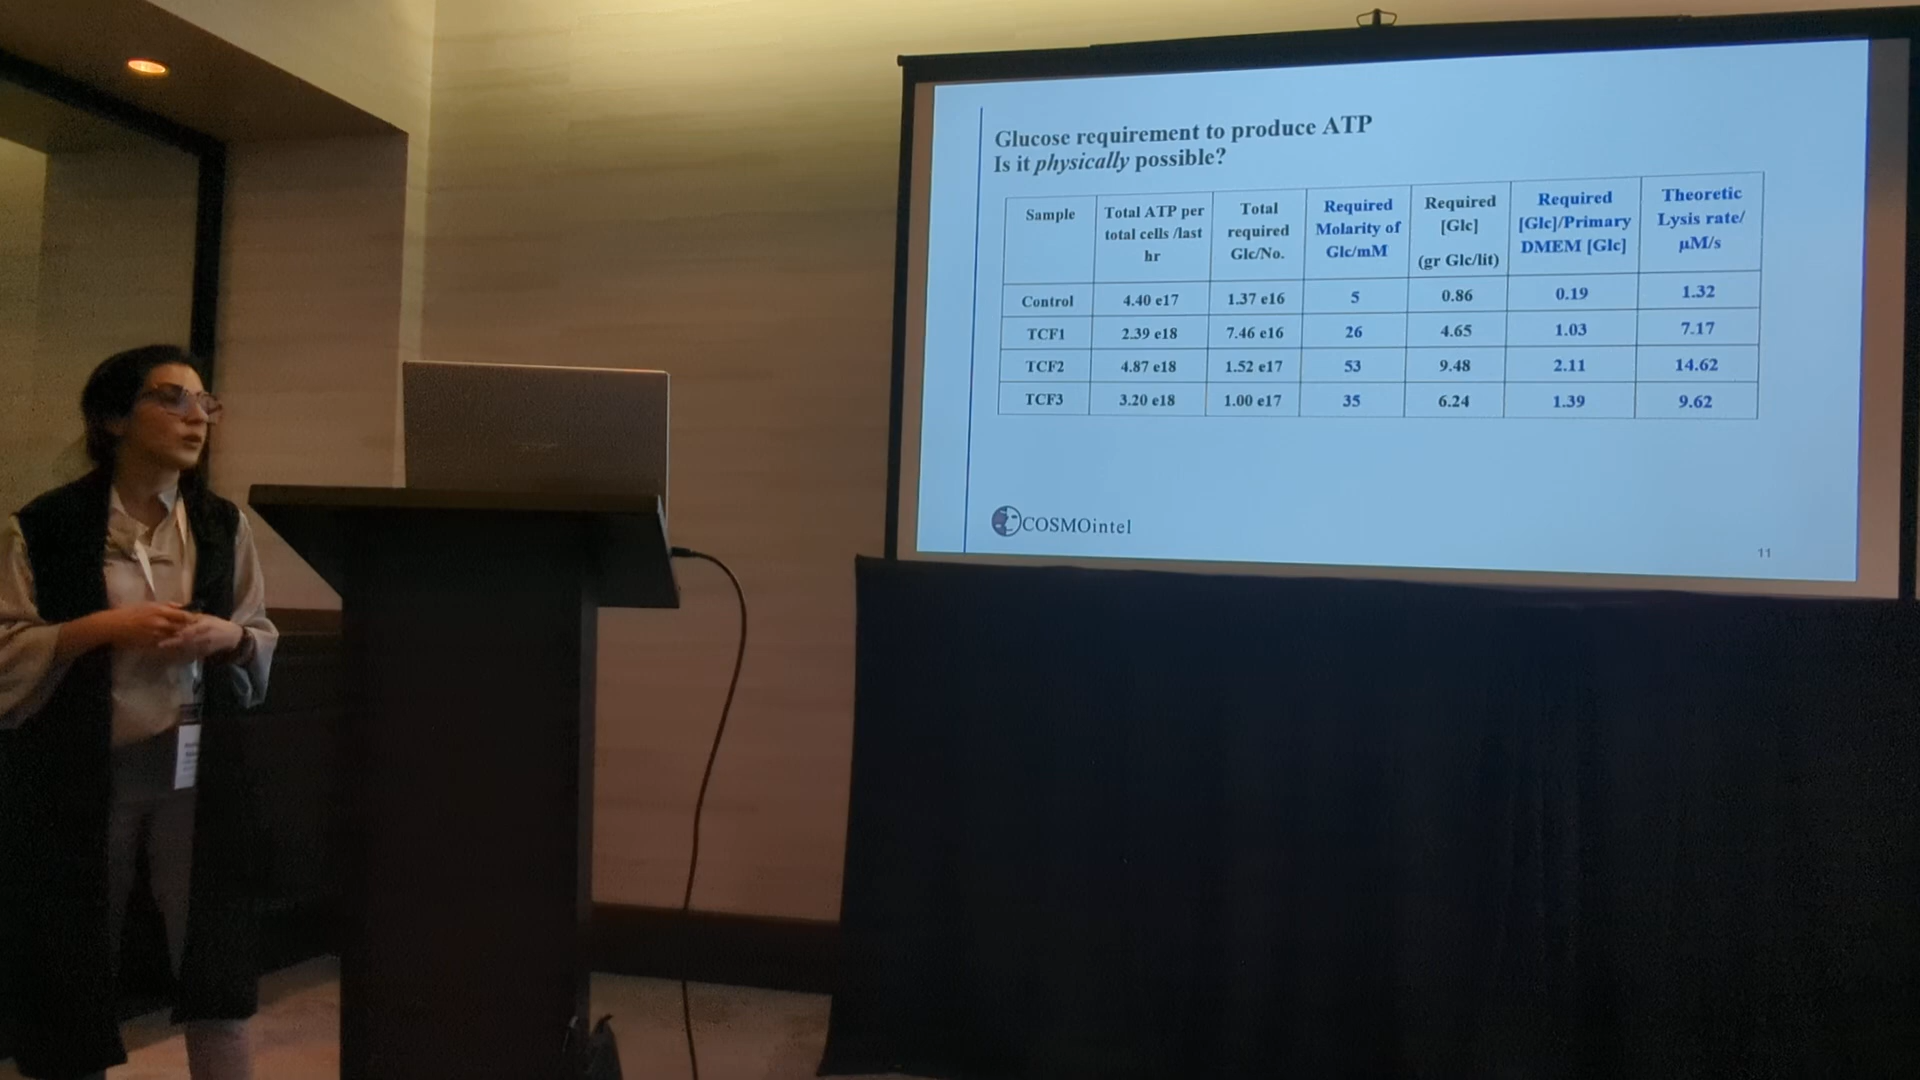 Glucose requirement to produce ATP
Is it physically possible?
Sample
Total ATP per
total cells /last
hr
Total
required
Glc/No.
Required
Molarity of
Glc/mM
Required
[Glc]
(gr Glc/lit)
Required
[Glc]/Primary
DMEM [Glc]
Theoretic
Lysis rate/
μM/s
Control 4.40 e17 1.37 e16 5 0.86 0.19 1.32
TCF1 2.39 e18 7.46 e16 26 4.65 1.03 7.17
TCF2 4.87 e18 1.52 e17 53 9.48 2.11 14.62
TCF3 3.20 e18 1.00 e17 35 6.24 1.39 9.62
COSMOintel
11